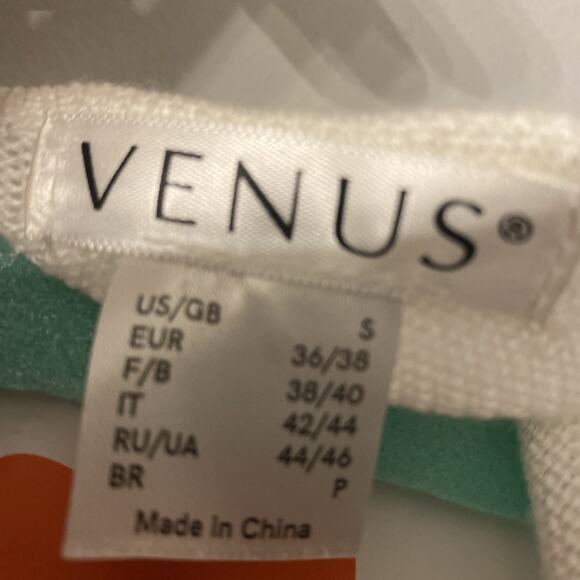 VENUS®
US/GB S
EUR 36/38
F/B 38/40
IT 42/44
RU/UA 44/46
BR P
Made in China